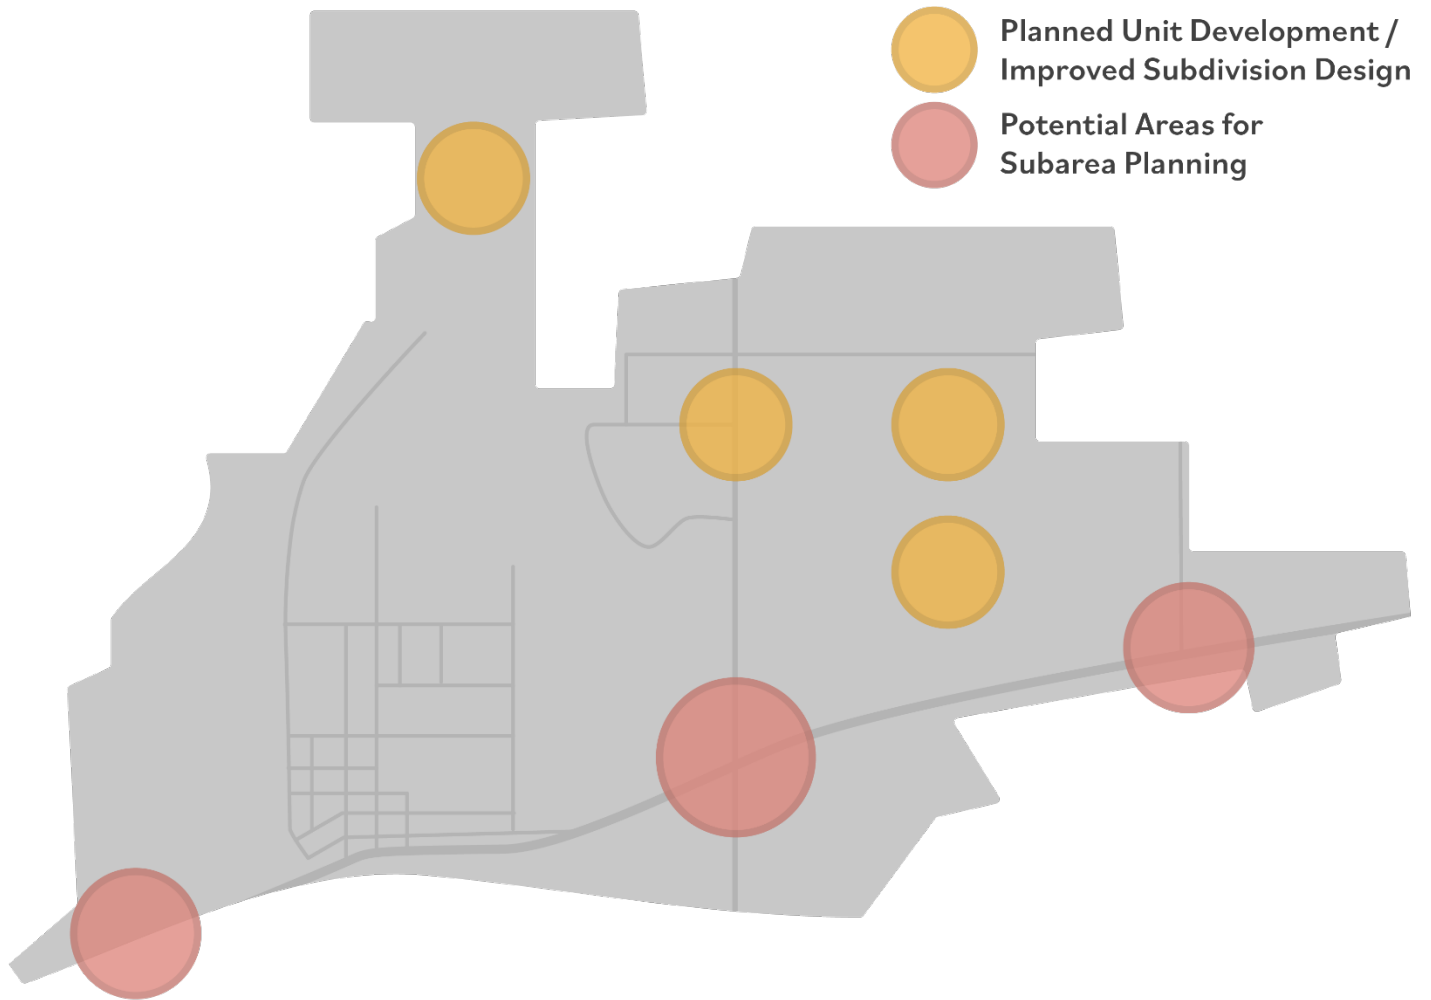 Planned Unit Development /
Improved Subdivision Design
Potential Areas for
Subarea Planning